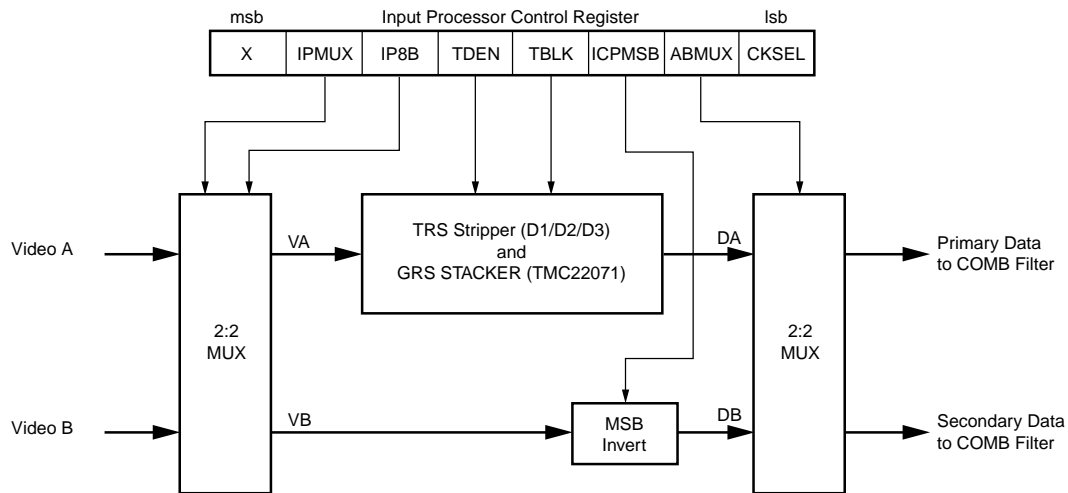 msb Input Processor Control Register lsb
X IPMUX IP8B TDEN TBLK ICPMSB ABMUX CKSEL
Video A
VA
TRS Stripper (D1/D2/D3)
and
GRS STACKER (TMC22071)
DA
Primary Data
to COMB Filter
2:2
MUX
2:2
MUX
Video B
VB
MSB
Invert
DB
Secondary Data
to COMB Filter